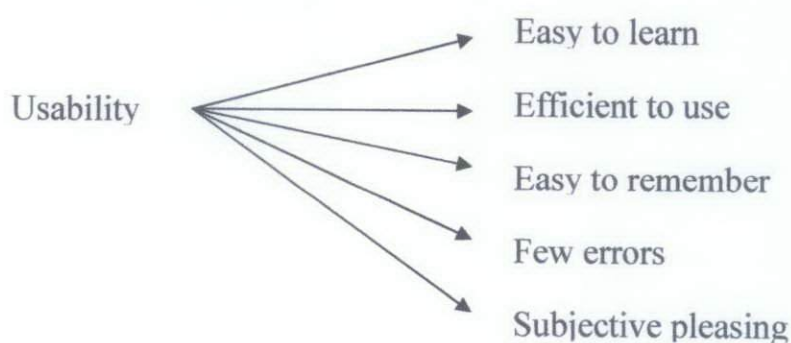 Easy to learn
Usability
Efficient to use
Easy to remember
Few errors
Subjective pleasing